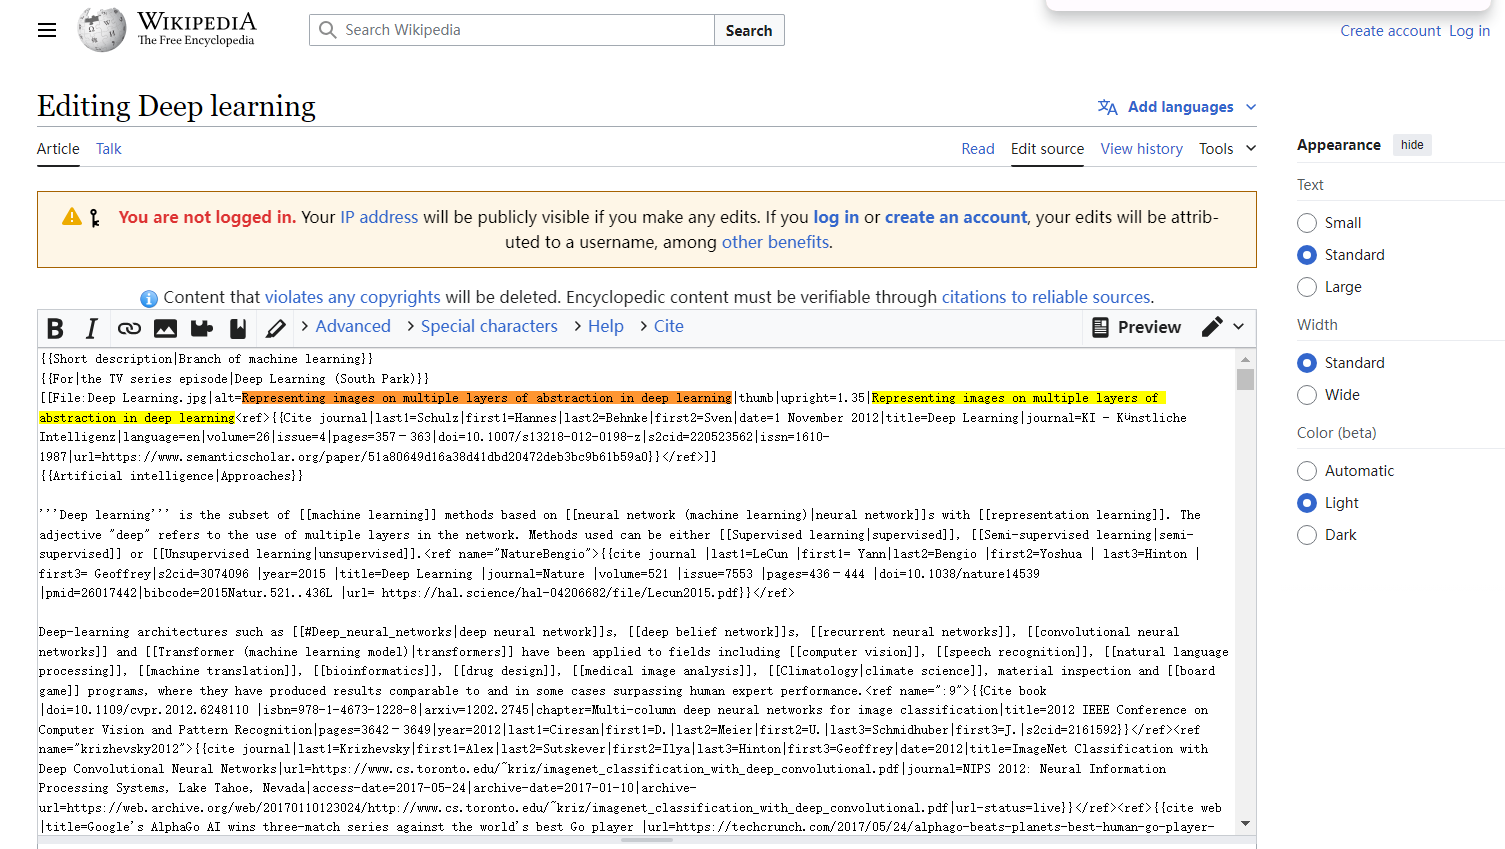 WIKIPEDIA
The Free Encyclopedia
Search Wikipedia
Search
Create account Log in
Editing Deep learning
Add languages
Article Talk
Read Edit source View history Tools
You are not logged in. Your IP address will be publicly visible if you make any edits. If you log in or create an account, your edits will be attrib-
uted to a username, among other benefits.
Content that violates any copyrights will be deleted. Encyclopedic content must be verifiable through citations to reliable sources.
B I Advanced Special characters Help Cite Preview
{{Short description|Branch of machine learning}}
{{For|the TV series episode|Deep Learning (South Park)}}
[[File:Deep Learning.jpg|alt=Representing images on multiple layers of abstraction in deep learning|thumb|upright=1.35|Representing images on multiple layers of
abstraction in deep learning<ref>{{Cite journal|last1=Schulz|first1=Hannes|last2=Behnke|first2=Sven|date=1 November 2012|title=Deep Learning|journal=KI - Künstliche
Intelligenz|language=en|volume=26|issue=4|pages=357–363|doi=10.1007/s13218-012-0198-z|s2cid=220523562|issn=1610-
1987|url=https://www.semanticscholar.org/paper/51a80649d16a38d41dbd20472deb3bc9b61b59a0}}</ref>]]
{{Artificial intelligence|Approaches}}
'''Deep learning''' is the subset of [[machine learning]] methods based on [[neural network (machine learning)|neural network]]s with [[representation learning]]. The
adjective "deep" refers to the use of multiple layers in the network. Methods used can be either [[Supervised learning|supervised]], [[Semi-supervised learning|semi-
supervised]] or [[Unsupervised learning|unsupervised]].<ref name="NatureBengio">{{cite journal |last1=LeCun |first1= Yann|last2=Bengio |first2=Yoshua | last3=Hinton |
first3= Geoffrey|s2cid=3074096 |year=2015 |title=Deep Learning |journal=Nature |volume=521 |issue=7553 |pages=436–444 |doi=10.1038/nature14539
|pmid=26017442|bibcode=2015Natur.521..436L |url= https://hal.science/hal-04206682/file/Lecun2015.pdf}}</ref>
Deep-learning architectures such as [[#Deep_neural_networks|deep neural network]]s, [[deep belief network]]s, [[recurrent neural networks]], [[convolutional neural
networks]] and [[Transformer (machine learning model)|transformers]] have been applied to fields including [[computer vision]], [[speech recognition]], [[natural language
processing]], [[machine translation]], [[bioinformatics]], [[drug design]], [[medical image analysis]], [[Climatology|climate science]], material inspection and [[board
game]] programs, where they have produced results comparable to and in some cases surpassing human expert performance.<ref name=":9">{{Cite book
|doi=10.1109/cvpr.2012.6248110 |isbn=978-1-4673-1228-8|arxiv=1202.2745|chapter=Multi-column deep neural networks for image classification|title=2012 IEEE Conference on
Computer Vision and Pattern Recognition|pages=3642–3649|year=2012|last1=Ciresan|first1=D.|last2=Meier|first2=U.|last3=Schmidhuber|first3=J.|s2cid=2161592}}</ref><ref
name="krizhevsky2012">{{cite journal|last1=Krizhevsky|first1=Alex|last2=Sutskever|first2=Ilya|last3=Hinton|first3=Geoffrey|date=2012|title=ImageNet Classification with
Deep Convolutional Neural Networks|url=https://www.cs.toronto.edu/~kriz/imagenet_classification_with_deep_convolutional.pdf|journal=NIPS 2012: Neural Information
Processing Systems, Lake Tahoe, Nevada|access-date=2017-05-24|archive-date=2017-01-10|archive-
url=https://web.archive.org/web/20170110123024/http://www.cs.toronto.edu/~kriz/imagenet_classification_with_deep_convolutional.pdf|url-status=live}}</ref><ref>{{cite web
|title=Google's AlphaGo AI wins three-match series against the world's best Go player |url=https://techcrunch.com/2017/05/24/alphago-beats-planets-best-human-go-player-
Appearance hide
Text
Small
Standard
Large
Width
Standard
Wide
Color (beta)
Automatic
Light
Dark